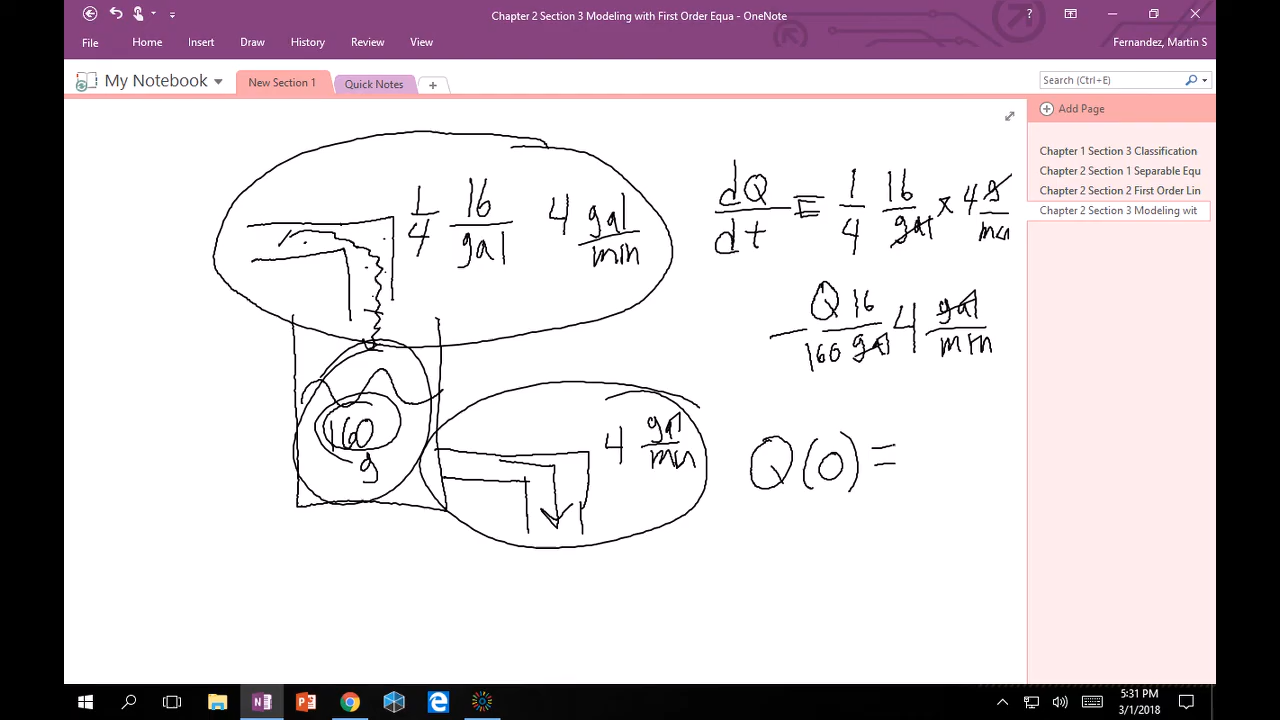 Chapter 2 Section 3 Modeling with First Order Equa - OneNote
File Home Insert Draw History Review View
Fernandez, Martin S
My Notebook
New Section 1
Quick Notes
Search (Ctrl+E)
Add Page
Chapter 1 Section 3 Classification
Chapter 2 Section 1 Separable Equ
Chapter 2 Section 2 First Order Lin
Chapter 2 Section 3 Modeling wit
1/4 lb/gal 4 gal/min
160 g
4 gal/min
dQ/dt = 1/4 lb/gal × 4 g/min
- Q lb/160 gal 4 gal/min
Q(0) =
5:31 PM
3/1/2018